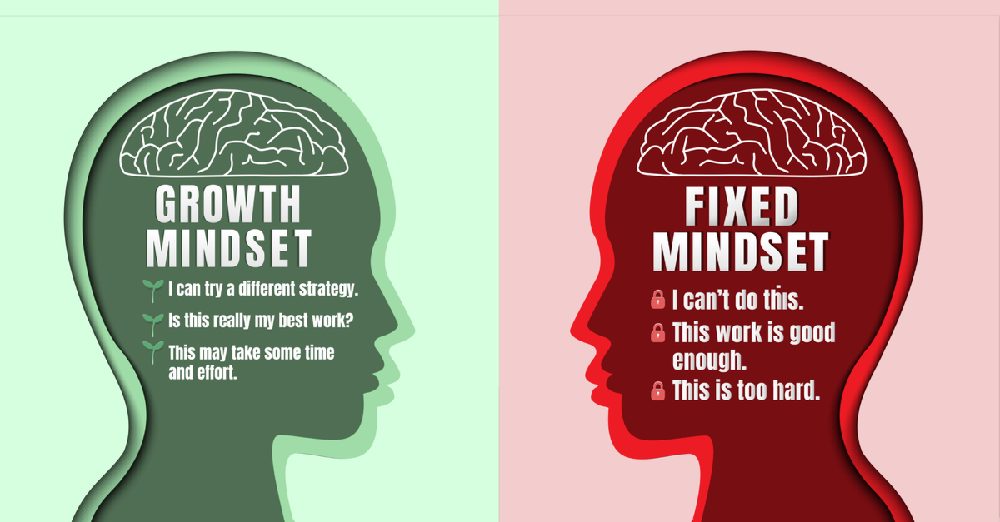 GROWTH
MINDSET
I can try a different strategy.
Is this really my best work?
This may take some time
and effort.
FIXED
MINDSET
I can't do this.
This work is good
enough.
This is too hard.